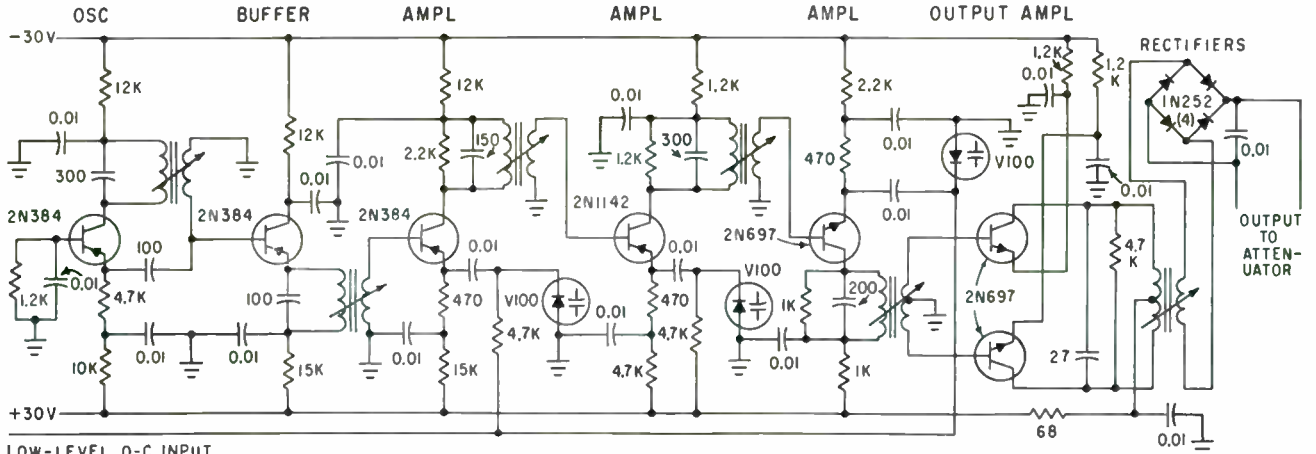 OSC BUFFER AMPL AMPL AMPL OUTPUT AMPL
-30V
RECTIFIERS
12K
12K
12K
1.2K
2.2K
1.2K
1.2
K
0.01
0.01
0.01
0.01
0.01
1N252
(4)
0.01
300
2.2K
150
1.2K
300
470
V100
0.01
0.01
0.01
0.01
2N384
2N384
2N384
2N1142
2N697
OUTPUT
TO
ATTEN-
UATOR
1.2K
0.01
100
4.7K
100
0.01
470
V100
0.01
470
V100
1K
200
2N697
4.7
K
0.01
0.01
0.01
4.7K
0.01
4.7K
0.01
27
10K
15K
15K
4.7K
1K
+30V
68
0.01
LOW-LEVEL D-C INPUT